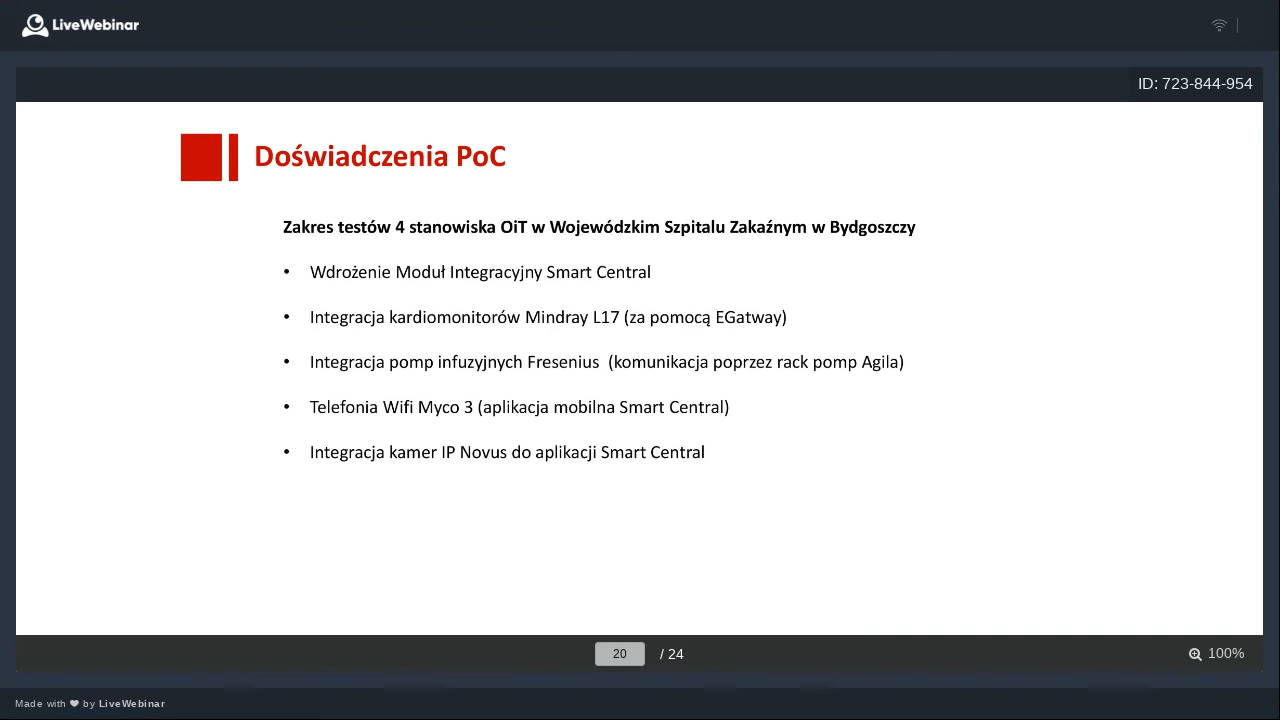 LiveWebinar
ID: 723-844-954
Doświadczenia PoC
Zakres testów 4 stanowiska OiT w Wojewódzkim Szpitalu Zakaźnym w Bydgoszczy
• Wdrożenie Moduł Integracyjny Smart Central
• Integracja kardiomonitorów Mindray L17 (za pomocą EGatway)
• Integracja pomp infuzyjnych Fresenius (komunikacja poprzez rack pomp Agila)
• Telefonia Wifi Myco 3 (aplikacja mobilna Smart Central)
• Integracja kamer IP Novus do aplikacji Smart Central
20 / 24
100%
Made with ❤ by LiveWebinar